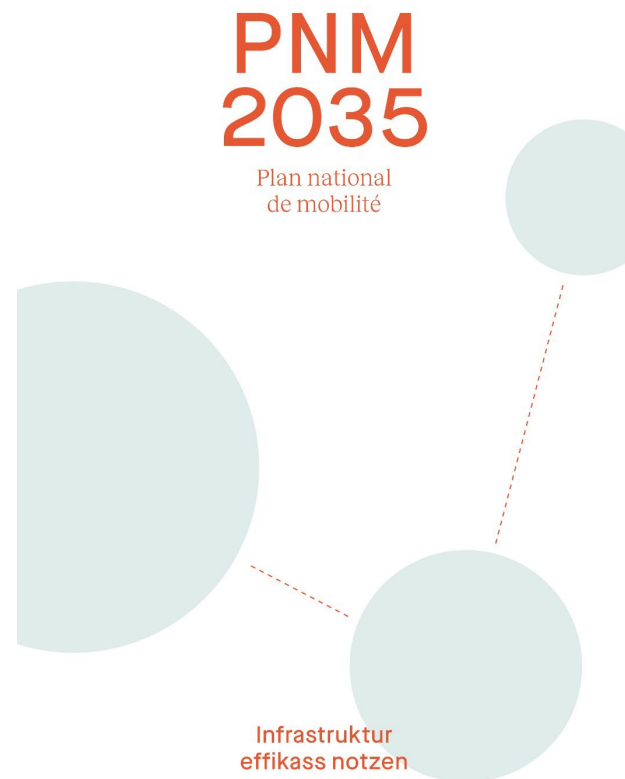 PNM
2035
Plan national
de mobilité
Infrastruktur
effikass notzen